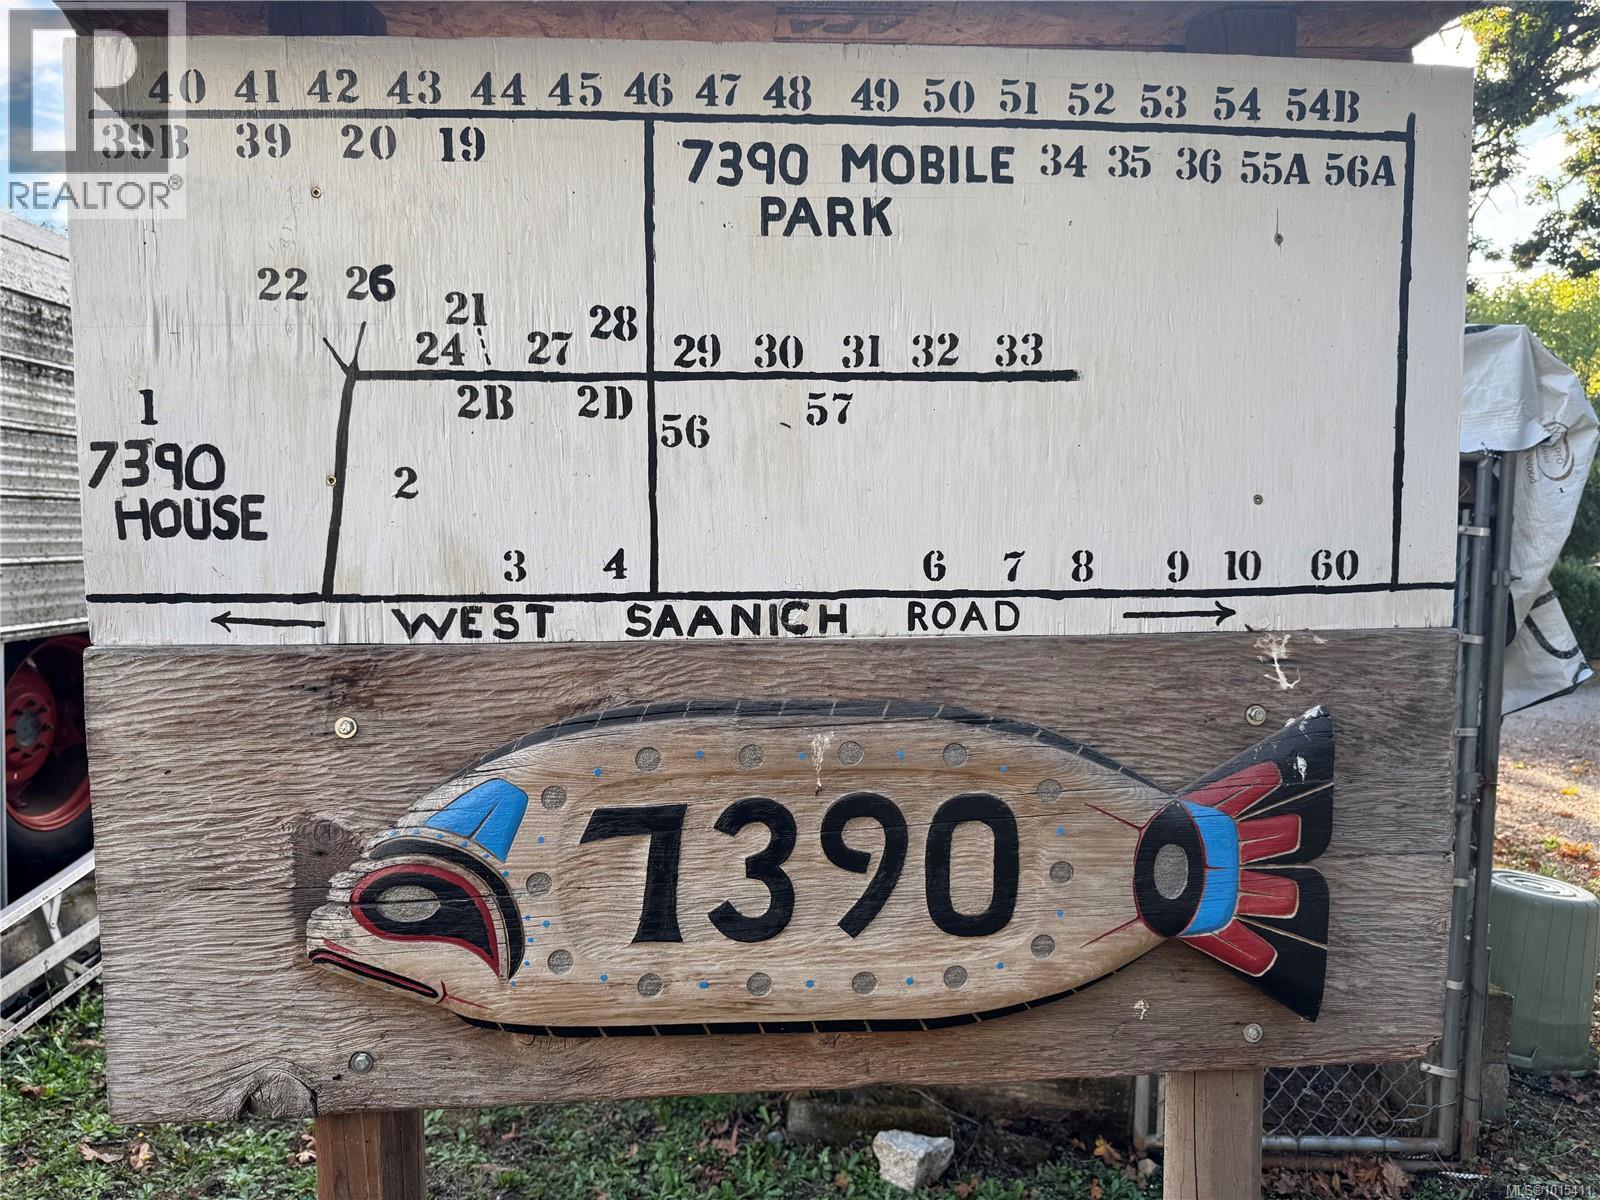 REALTOR®
40 41 42 43 44 45 46 47 48 49 50 51 52 53 54 54B
39B 39 20 19
7390 MOBILE PARK
34 35 36 55A 56A
22 26
21
28
24 27
29 30 31 32 33
2B 2D
57
56
1
7390
HOUSE
2
3 4 6 7 8 9 10 60
← WEST SAANICH ROAD →
7390
MLS® 1015411